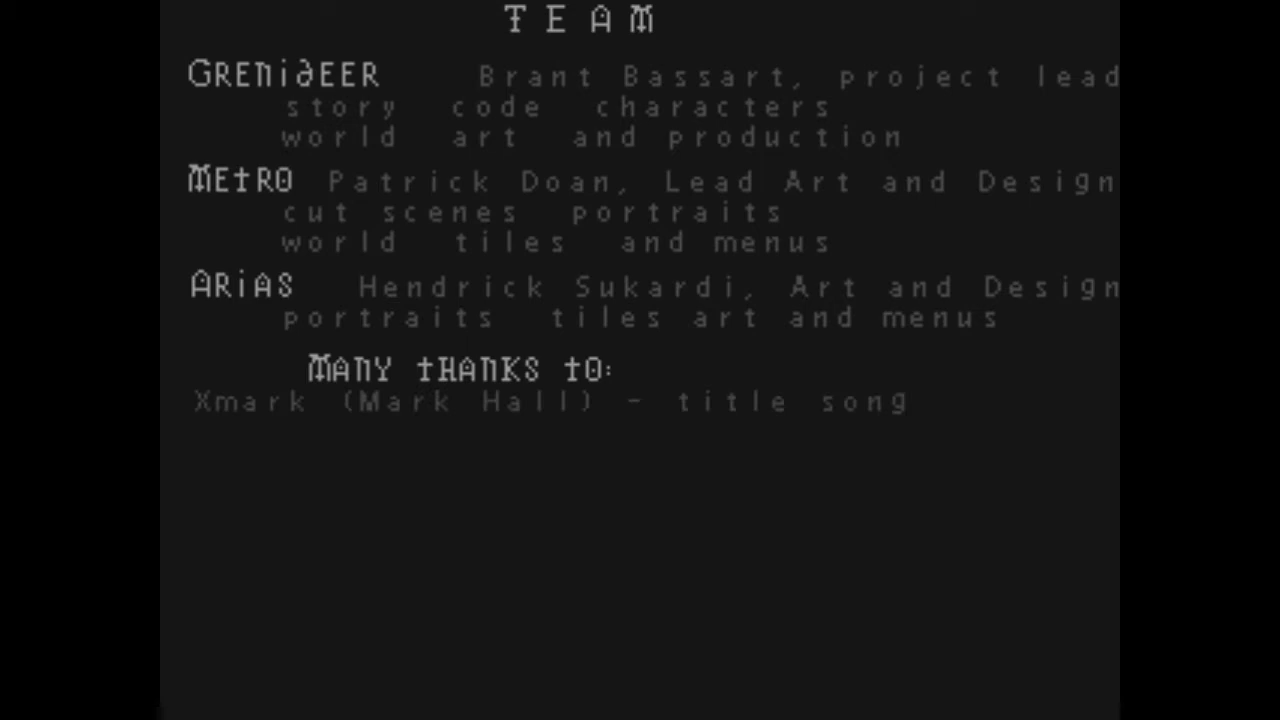 TEAM
GRENIDEER Brant Bassart, project lead
story code characters
world art and production
METRO Patrick Doan, Lead Art and Design
cut scenes portraits
world tiles and menus
ARIAS Hendrick Sukardi, Art and Design
portraits tiles art and menus
MANY THANKS TO:
Xmark (Mark Hall) - title song